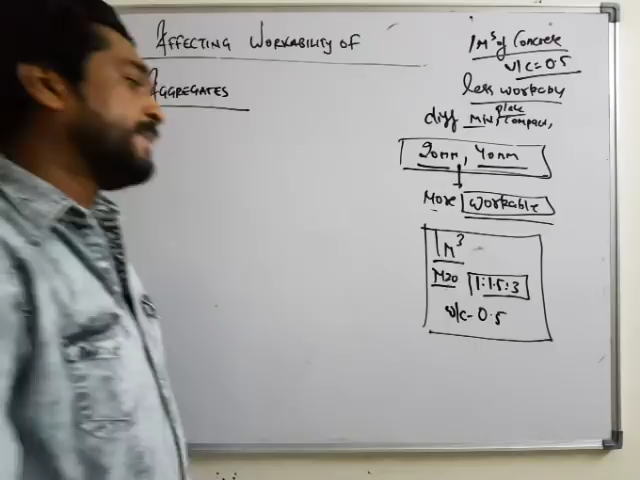 AFFECTING WORKABILITY OF
AGGREGATES
1M³ of Concrete
w/c=0.5
less workable
diff Mix, place
Compact,
20mm, 40mm
More workable
1M³
M20 1:1.5:3
w/c- 0.5